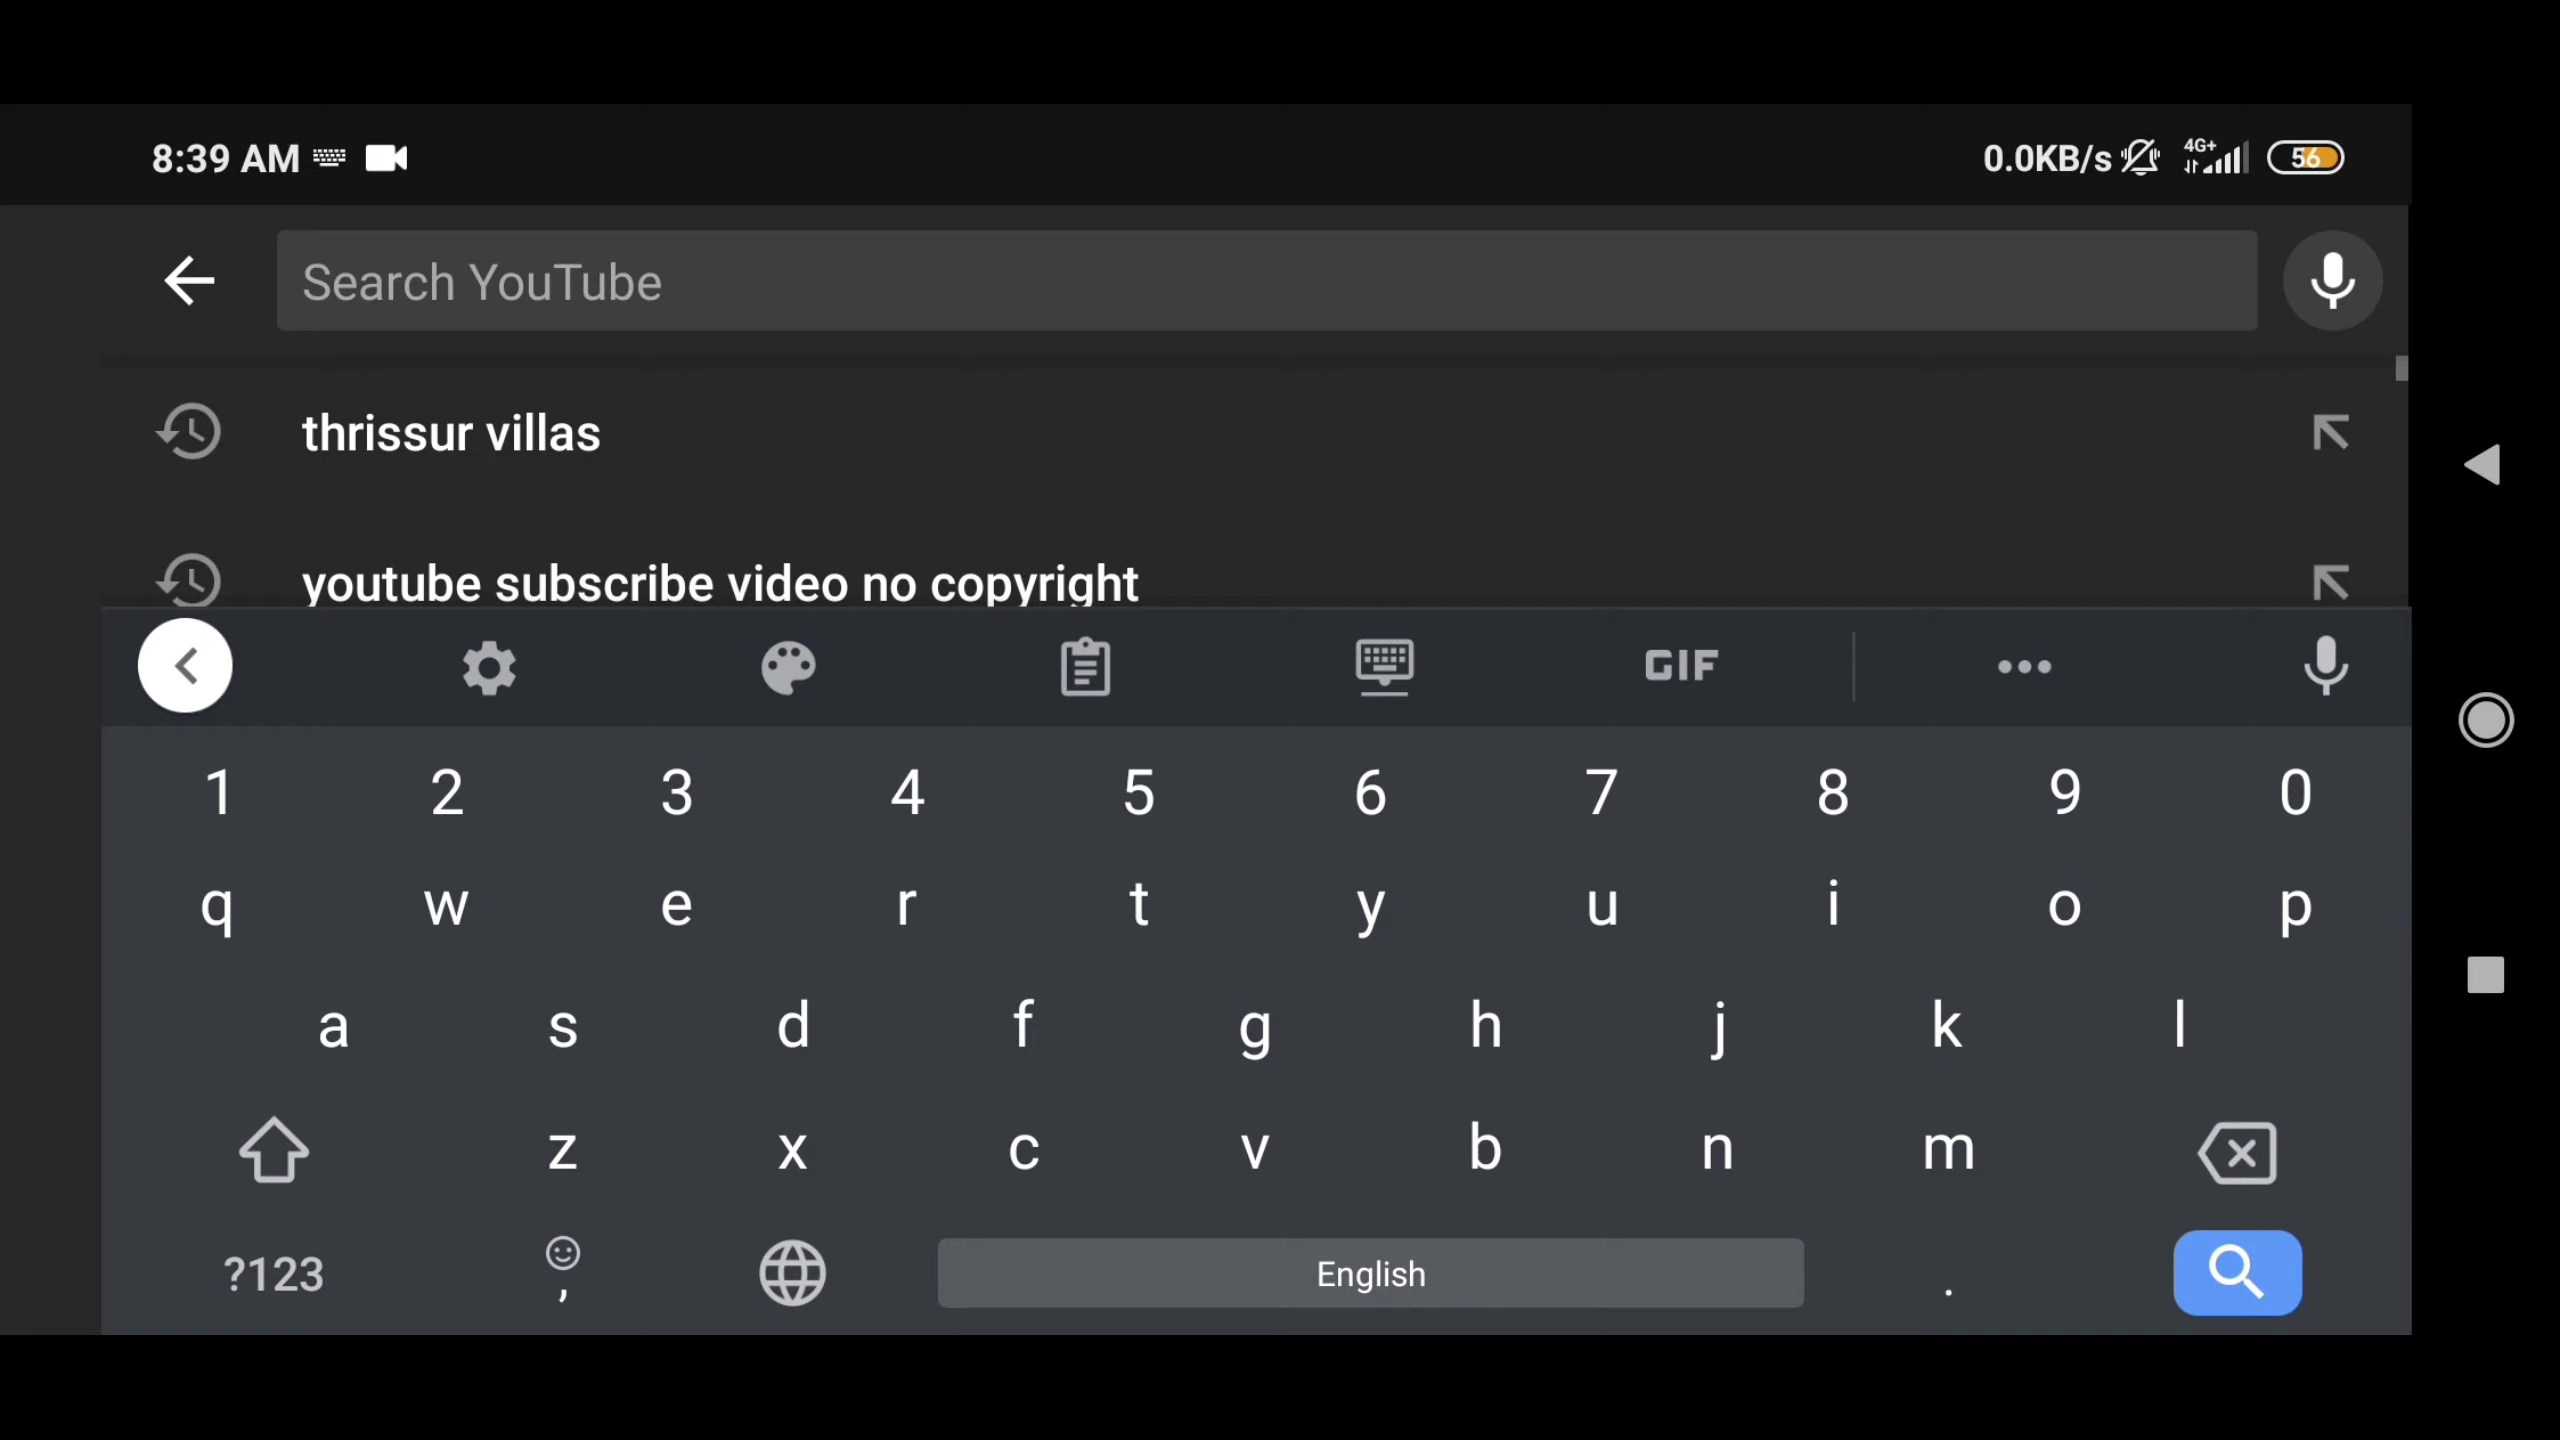 8:39 AM 0.0KB/s 4G+ 56
Search YouTube
thrissur villas
youtube subscribe video no copyright
GIF
1 2 3 4 5 6 7 8 9 0
q w e r t y u i o p
a s d f g h j k l
z x c v b n m
?123 , English .